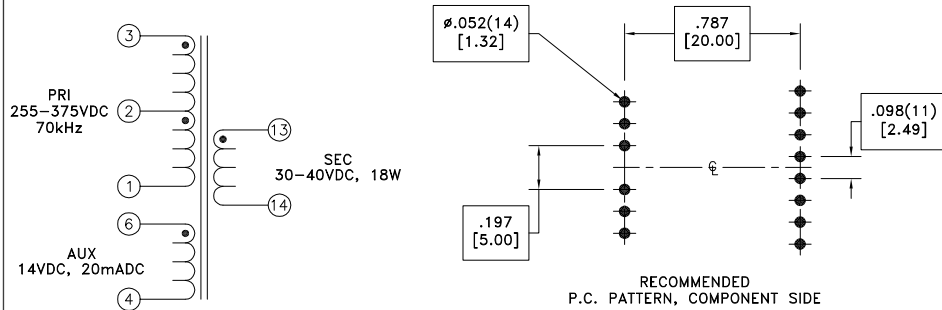 3
PRI
255-375VDC
70kHz
2
1
6
AUX
14VDC, 20mADC
4
13
SEC
30-40VDC, 18W
14
ø.052(14)
[1.32]
.787
[20.00]
.098(11)
[2.49]
℄
.197
[5.00]
RECOMMENDED
P.C. PATTERN, COMPONENT SIDE